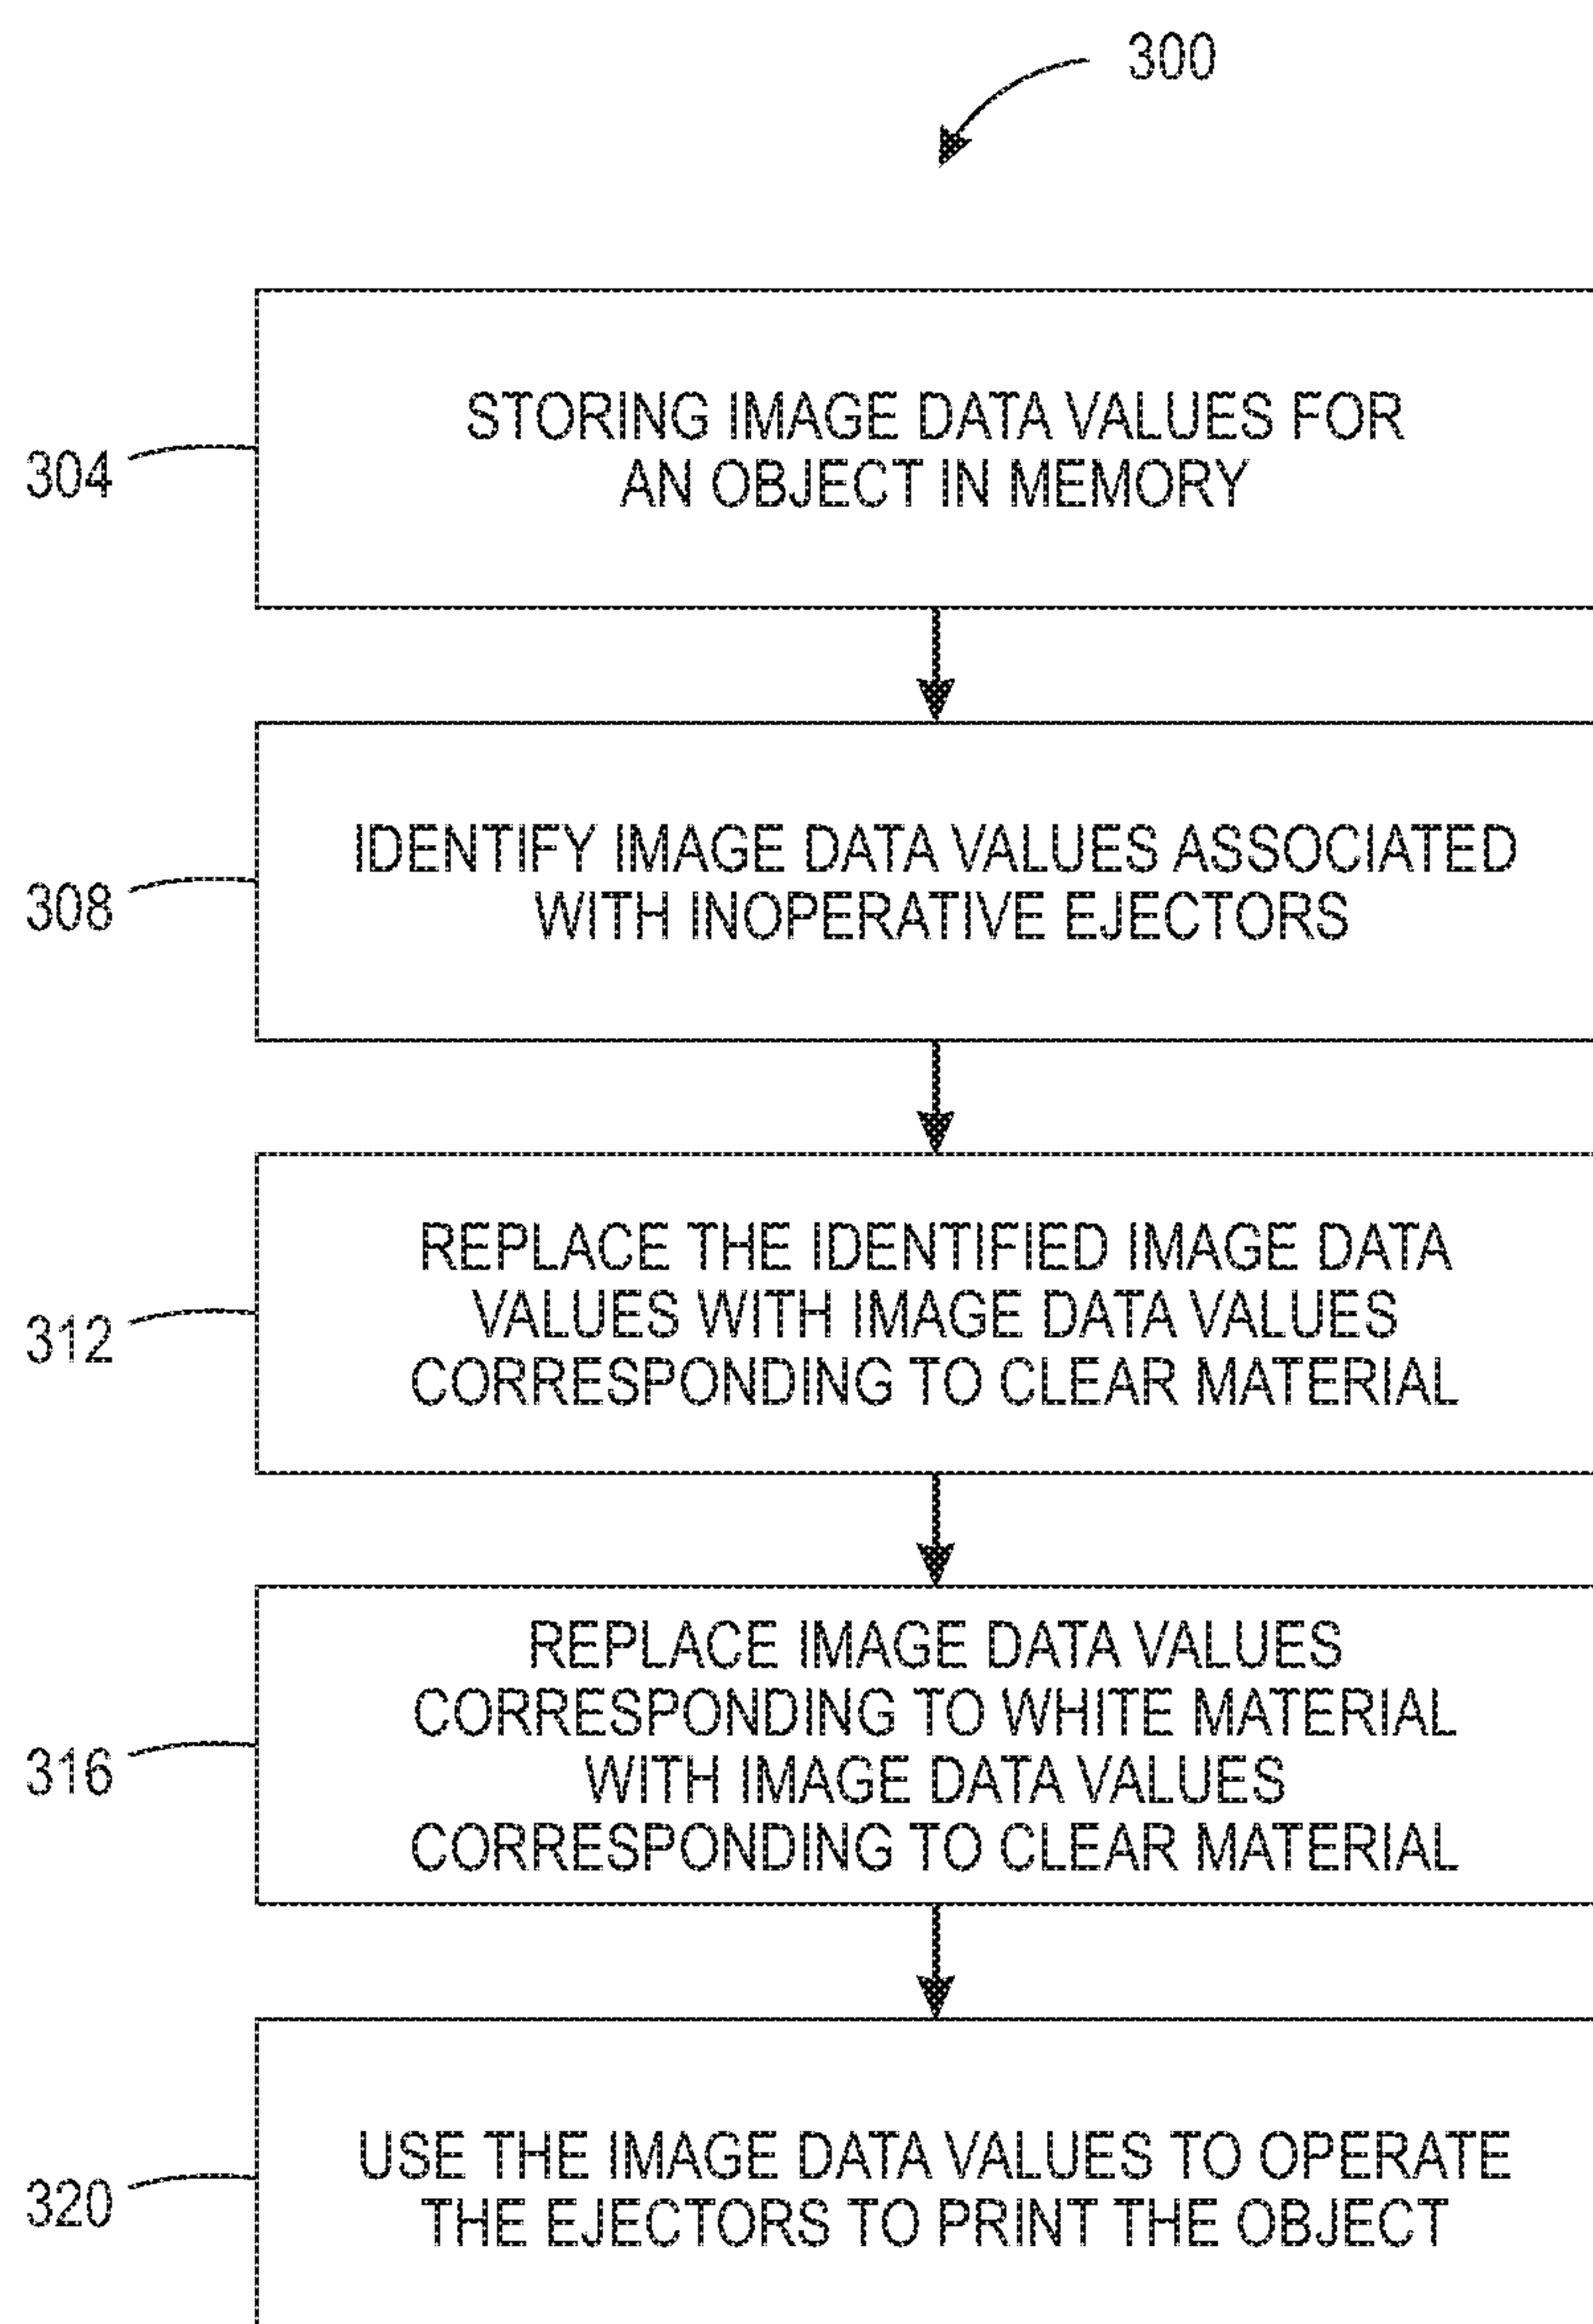 300
304
STORING IMAGE DATA VALUES FOR
AN OBJECT IN MEMORY
308
IDENTIFY IMAGE DATA VALUES ASSOCIATED
WITH INOPERATIVE EJECTORS
312
REPLACE THE IDENTIFIED IMAGE DATA
VALUES WITH IMAGE DATA VALUES
CORRESPONDING TO CLEAR MATERIAL
316
REPLACE IMAGE DATA VALUES
CORRESPONDING TO WHITE MATERIAL
WITH IMAGE DATA VALUES
CORRESPONDING TO CLEAR MATERIAL
320
USE THE IMAGE DATA VALUES TO OPERATE
THE EJECTORS TO PRINT THE OBJECT